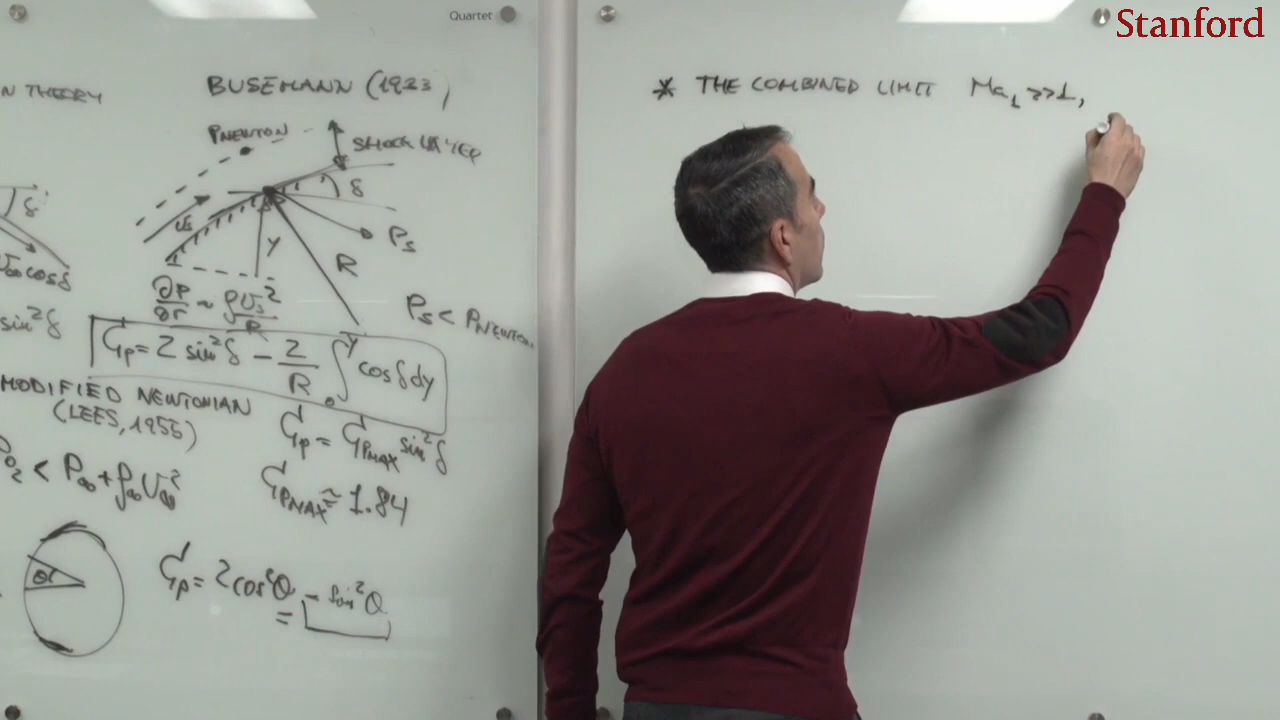 Quartet
Stanford
N THEORY
BUSEMANN (1933)
PNEWTON
SHOCK LAYER
δ
δ
U∞ cosδ
sin²δ
Us
Y
R
Ps
∂P/∂r ~ ρUs²/R
Ps < PNEWTON
Cp = 2 sin²δ − 2/R ∫₀^Y cosδ dy
MODIFIED NEWTONIAN
(LEES, 1955)
Cp = CpMAX sin²δ
P02 < P∞ + ρ∞U∞²
CpMAX ≈ 1.84
θ
Cp = 2cos²θ − sin²θ
* THE COMBINED LIMIT Ma₁ >> 1,